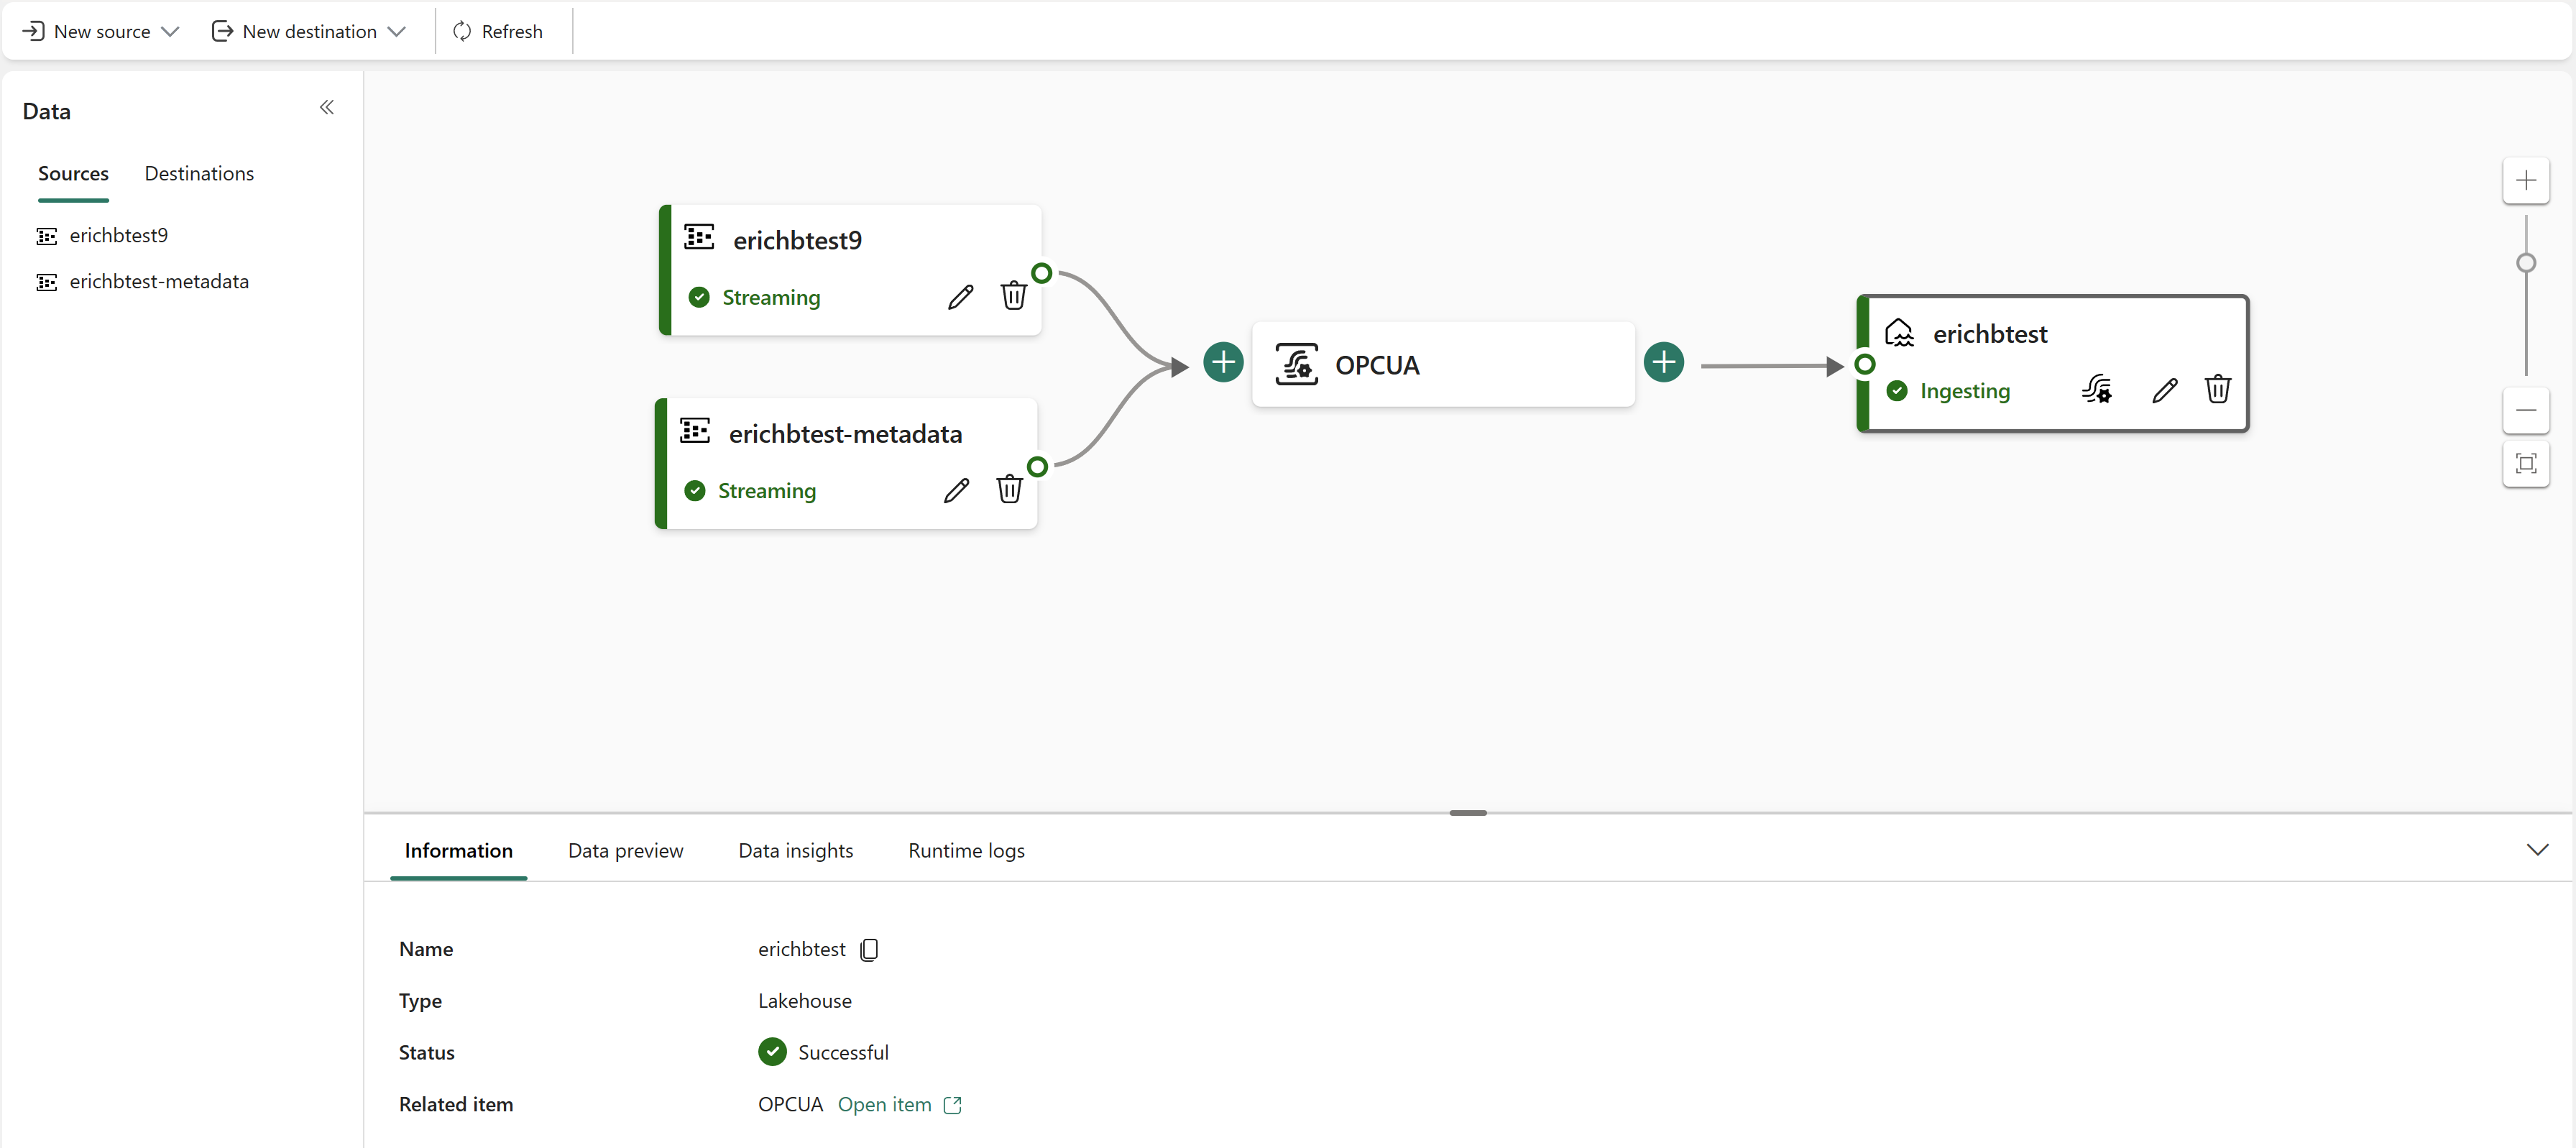 New source
New destination
Refresh
Data
Sources
Destinations
erichbtest9
erichbtest-metadata
erichbtest9
Streaming
erichbtest-metadata
Streaming
OPCUA
erichbtest
Ingesting
Information
Data preview
Data insights
Runtime logs
Name erichbtest
Type Lakehouse
Status Successful
Related item OPCUA Open item